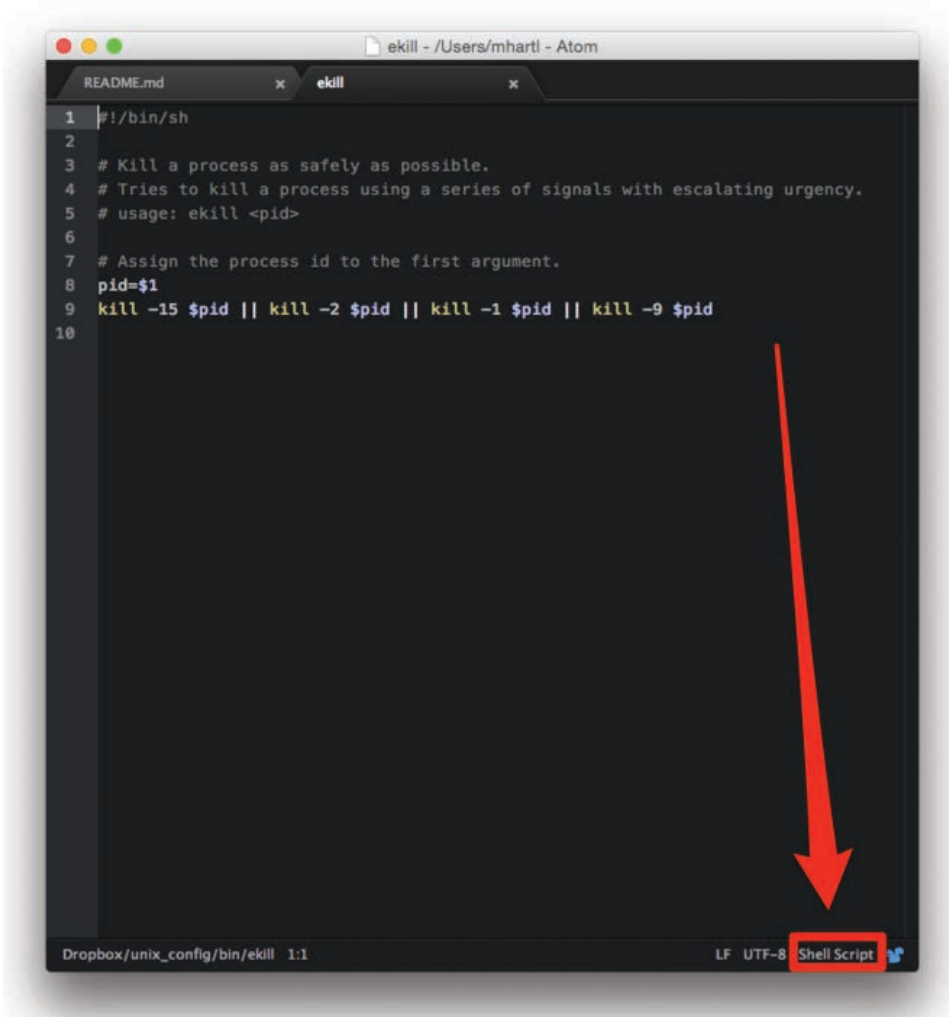 ekill - /Users/mhartl - Atom
README.md x ekill x
1 #!/bin/sh
2
3 # Kill a process as safely as possible.
4 # Tries to kill a process using a series of signals with escalating urgency.
5 # usage: ekill <pid>
6
7 # Assign the process id to the first argument.
8 pid=$1
9 kill -15 $pid || kill -2 $pid || kill -1 $pid || kill -9 $pid
10
Dropbox/unix_config/bin/ekill 1:1 LF UTF-8 Shell Script